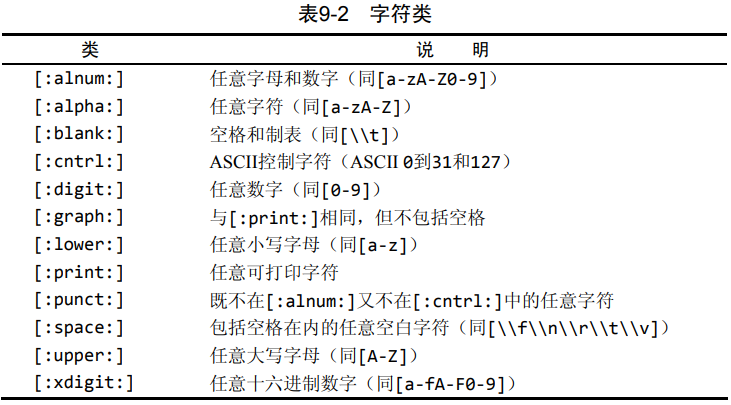 表9-2 字符类
类 说 明
[:alnum:] 任意字母和数字（同[a-zA-Z0-9]）
[:alpha:] 任意字符（同[a-zA-Z]）
[:blank:] 空格和制表（同[\\t]）
[:cntrl:] ASCII控制字符（ASCII 0到31和127）
[:digit:] 任意数字（同[0-9]）
[:graph:] 与[:print:]相同，但不包括空格
[:lower:] 任意小写字母（同[a-z]）
[:print:] 任意可打印字符
[:punct:] 既不在[:alnum:]又不在[:cntrl:]中的任意字符
[:space:] 包括空格在内的任意空白字符（同[\\f\\n\\r\\t\\v]）
[:upper:] 任意大写字母（同[A-Z]）
[:xdigit:] 任意十六进制数字（同[a-fA-F0-9]）